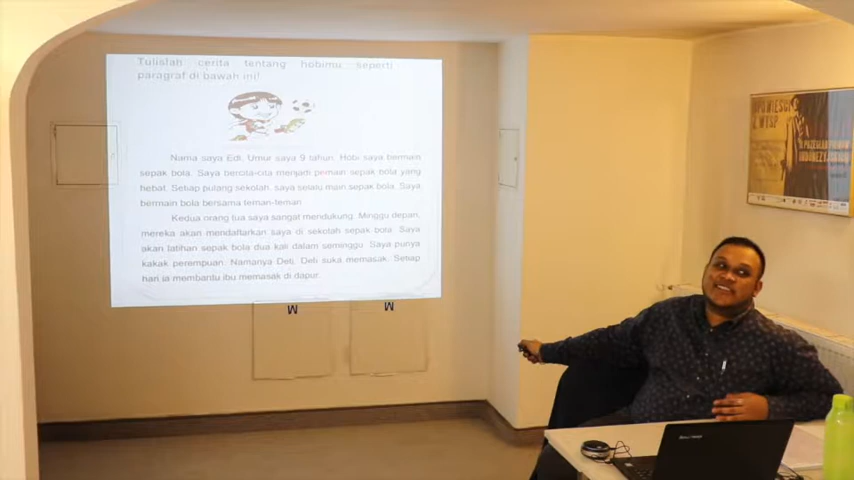 Tulislah cerita tentang hobimu seperti
paragraf di bawah ini!
Nama saya Edi. Umur saya 9 tahun. Hobi saya bermain
sepak bola. Saya bercita-cita menjadi pemain sepak bola yang
hebat. Setiap pulang sekolah, saya selalu main sepak bola. Saya
bermain bola bersama teman-teman.
Kedua orang tua saya sangat mendukung. Minggu depan,
mereka akan mendaftarkan saya di sekolah sepak bola. Saya
akan latihan sepak bola dua kali dalam seminggu. Saya punya
kakak perempuan. Namanya Deti. Deti suka memasak. Setiap
hari ia membantu ibu memasak di dapur.
M
M
OPOWIEŚCI
Z WYSP